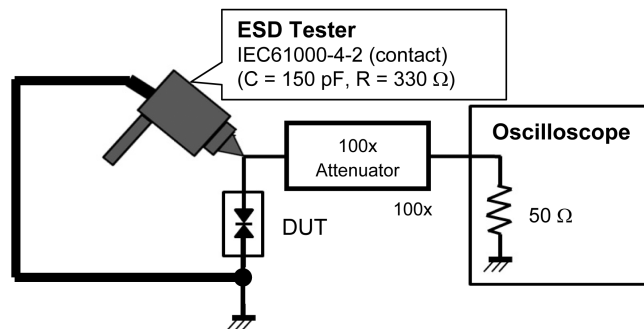 ESD Tester
IEC61000-4-2 (contact)
(C = 150 pF, R = 330 Ω)
100x
Attenuator
Oscilloscope
100x
50 Ω
DUT